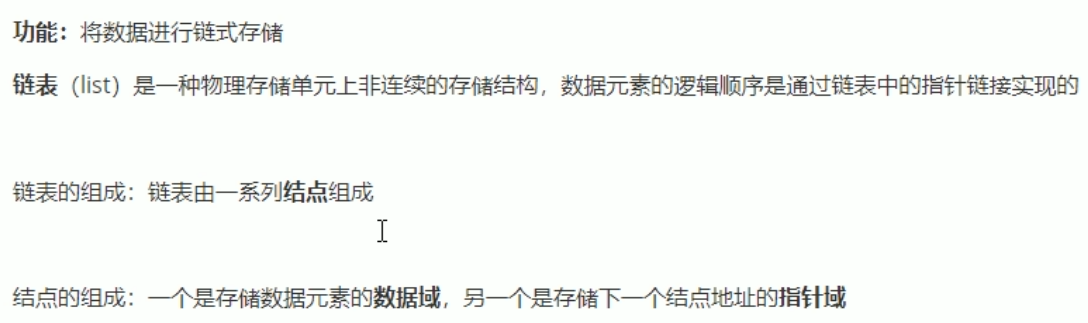 功能：将数据进行链式存储
链表（list）是一种物理存储单元上非连续的存储结构，数据元素的逻辑顺序是通过链表中的指针链接实现的
链表的组成：链表由一系列结点组成
结点的组成：一个是存储数据元素的数据域，另一个是存储下一个结点地址的指针域